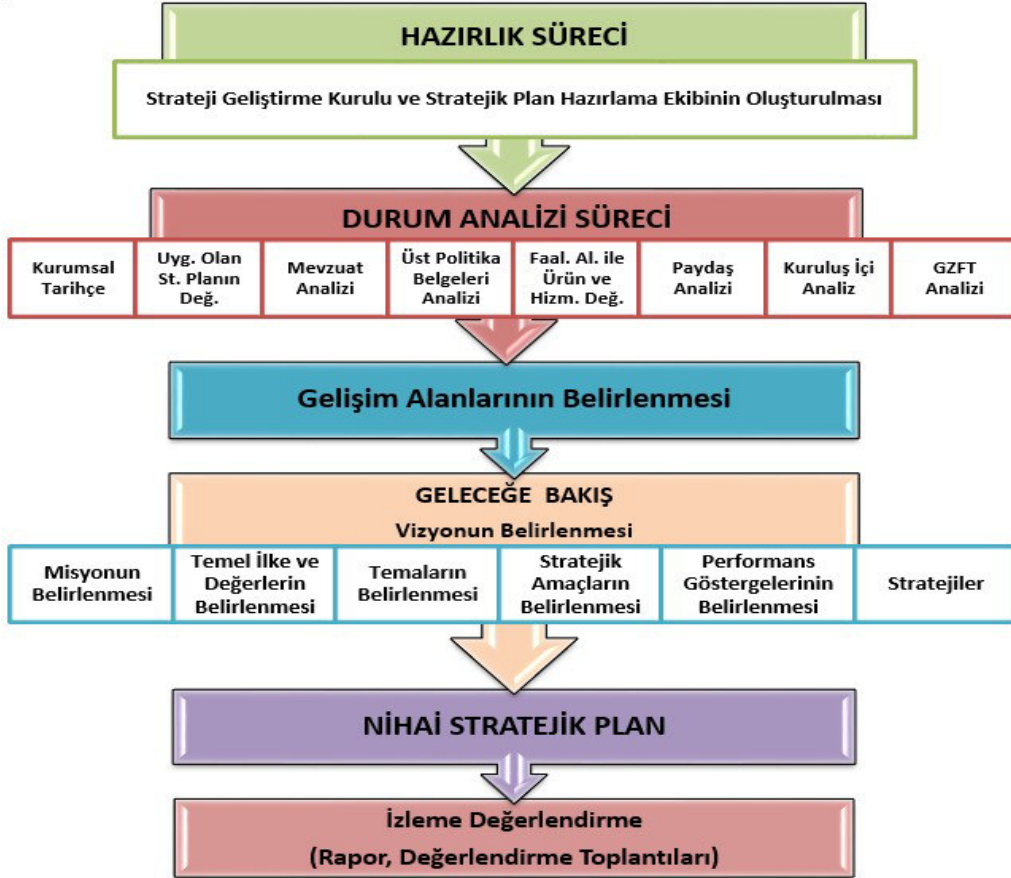 HAZIRLIK SÜRECİ
Strateji Geliştirme Kurulu ve Stratejik Plan Hazırlama Ekibinin Oluşturulması
DURUM ANALİZİ SÜRECİ
Kurumsal
Tarihçe
Uyg. Olan
St. Planın
Değ.
Mevzuat
Analizi
Üst Politika
Belgeleri
Analizi
Faal. Al. ile
Ürün ve
Hizm. Değ.
Paydaş
Analizi
Kuruluş İçi
Analiz
GZFT
Analizi
Gelişim Alanlarının Belirlenmesi
GELECEĞE BAKIŞ
Vizyonun Belirlenmesi
Misyonun
Belirlenmesi
Temel İlke ve
Değerlerin
Belirlenmesi
Temaların
Belirlenmesi
Stratejik
Amaçların
Belirlenmesi
Performans
Göstergelerinin
Belirlenmesi
Stratejiler
NİHAİ STRATEJİK PLAN
İzleme Değerlendirme
(Rapor, Değerlendirme Toplantıları)